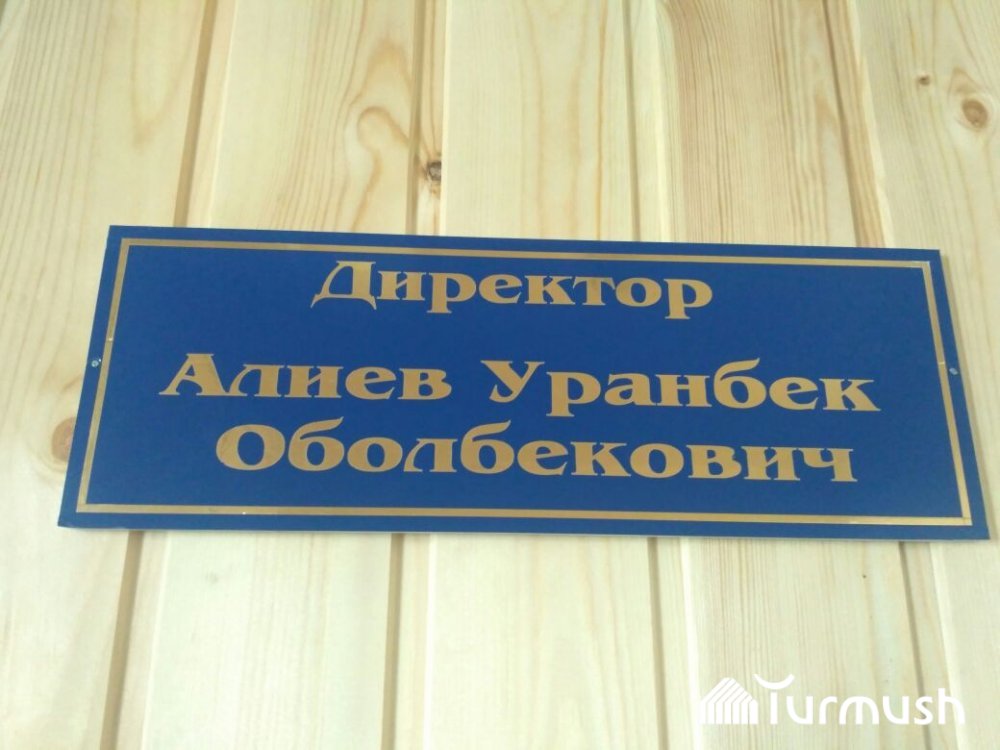 Директор
Алиев Уранбек
Оболбекович
Turmush